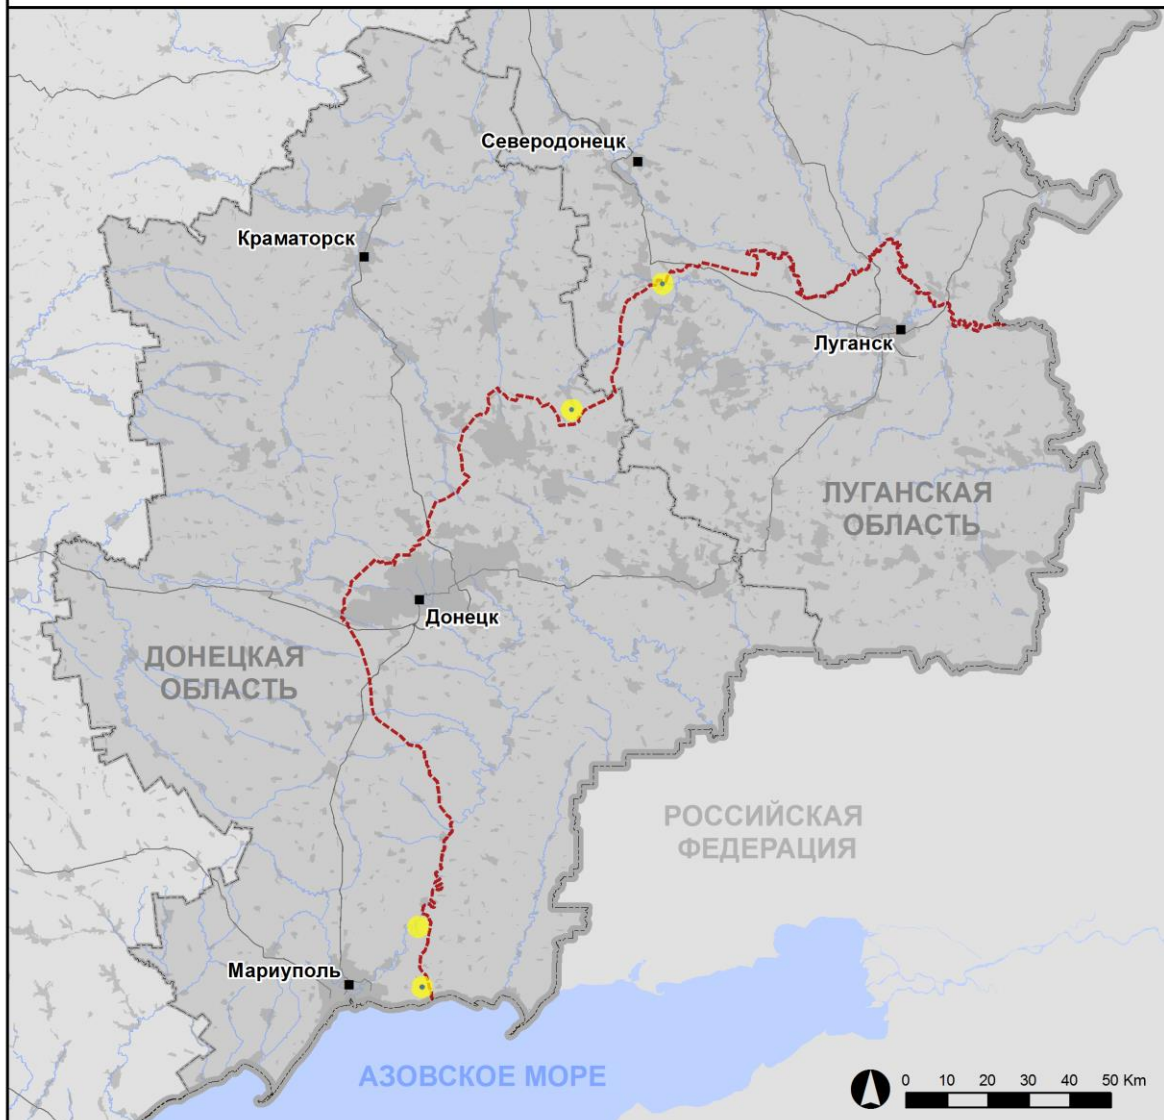 Северодонецк
Краматорск
Луганск
ЛУГАНСКАЯ
ОБЛАСТЬ
Донецк
ДОНЕЦКАЯ
ОБЛАСТЬ
РОССИЙСКАЯ
ФЕДЕРАЦИЯ
Мариуполь
АЗОВСКОЕ МОРЕ
0 10 20 30 40 50 Km